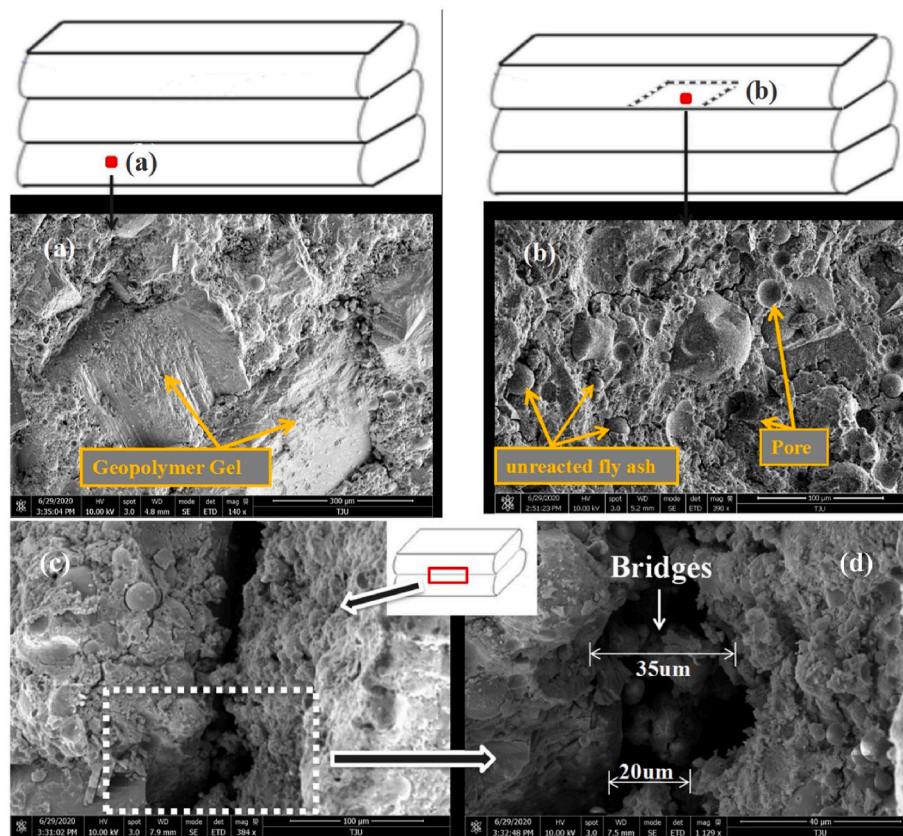 (a)
(b)
(a)
Geopolymer Gel
6/29/2020 HV spot WD mode det mag 300 µm
3:35:04 PM 10.00 kV 3.0 4.8 mm SE ETD 140 x TJU
(b)
unreacted fly ash
Pore
6/29/2020 HV spot WD mode det mag 100 µm
2:51:23 PM 10.00 kV 3.0 5.2 mm SE ETD 390 x TJU
(c)
6/29/2020 HV spot WD mode det mag 100 µm
3:31:02 PM 10.00 kV 3.0 7.9 mm SE ETD 384 x TJU
(d)
Bridges
35um
20um
6/29/2020 HV spot WD mode det mag 40 µm
3:32:48 PM 10.00 kV 3.0 7.5 mm SE ETD 1 129 x TJU